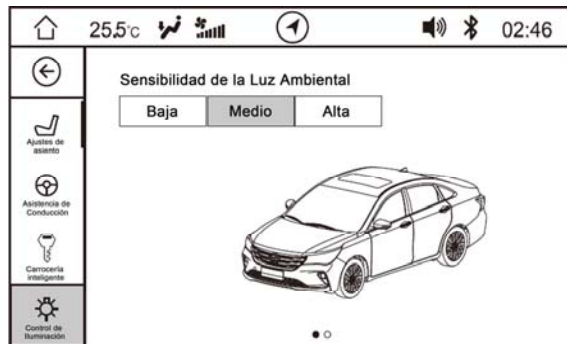 25.5°c
02:46
Sensibilidad de la Luz Ambiental
Baja Medio Alta
Ajustes de
asiento
Asistencia de
Conducción
Carrocería
inteligente
Control de
Iluminación